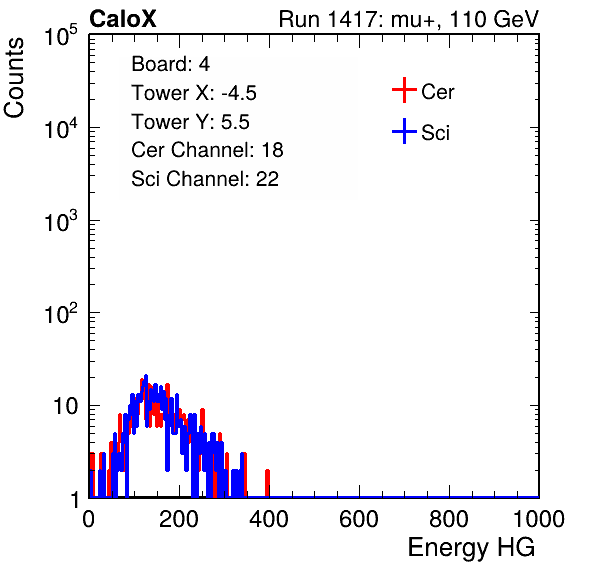 CaloX Run 1417: mu+, 110 GeV
Counts
10^5
10^4
10^3
10^2
10
1
Board: 4
Tower X: -4.5
Tower Y: 5.5
Cer Channel: 18
Sci Channel: 22
Cer
Sci
0 200 400 600 800 1000
Energy HG